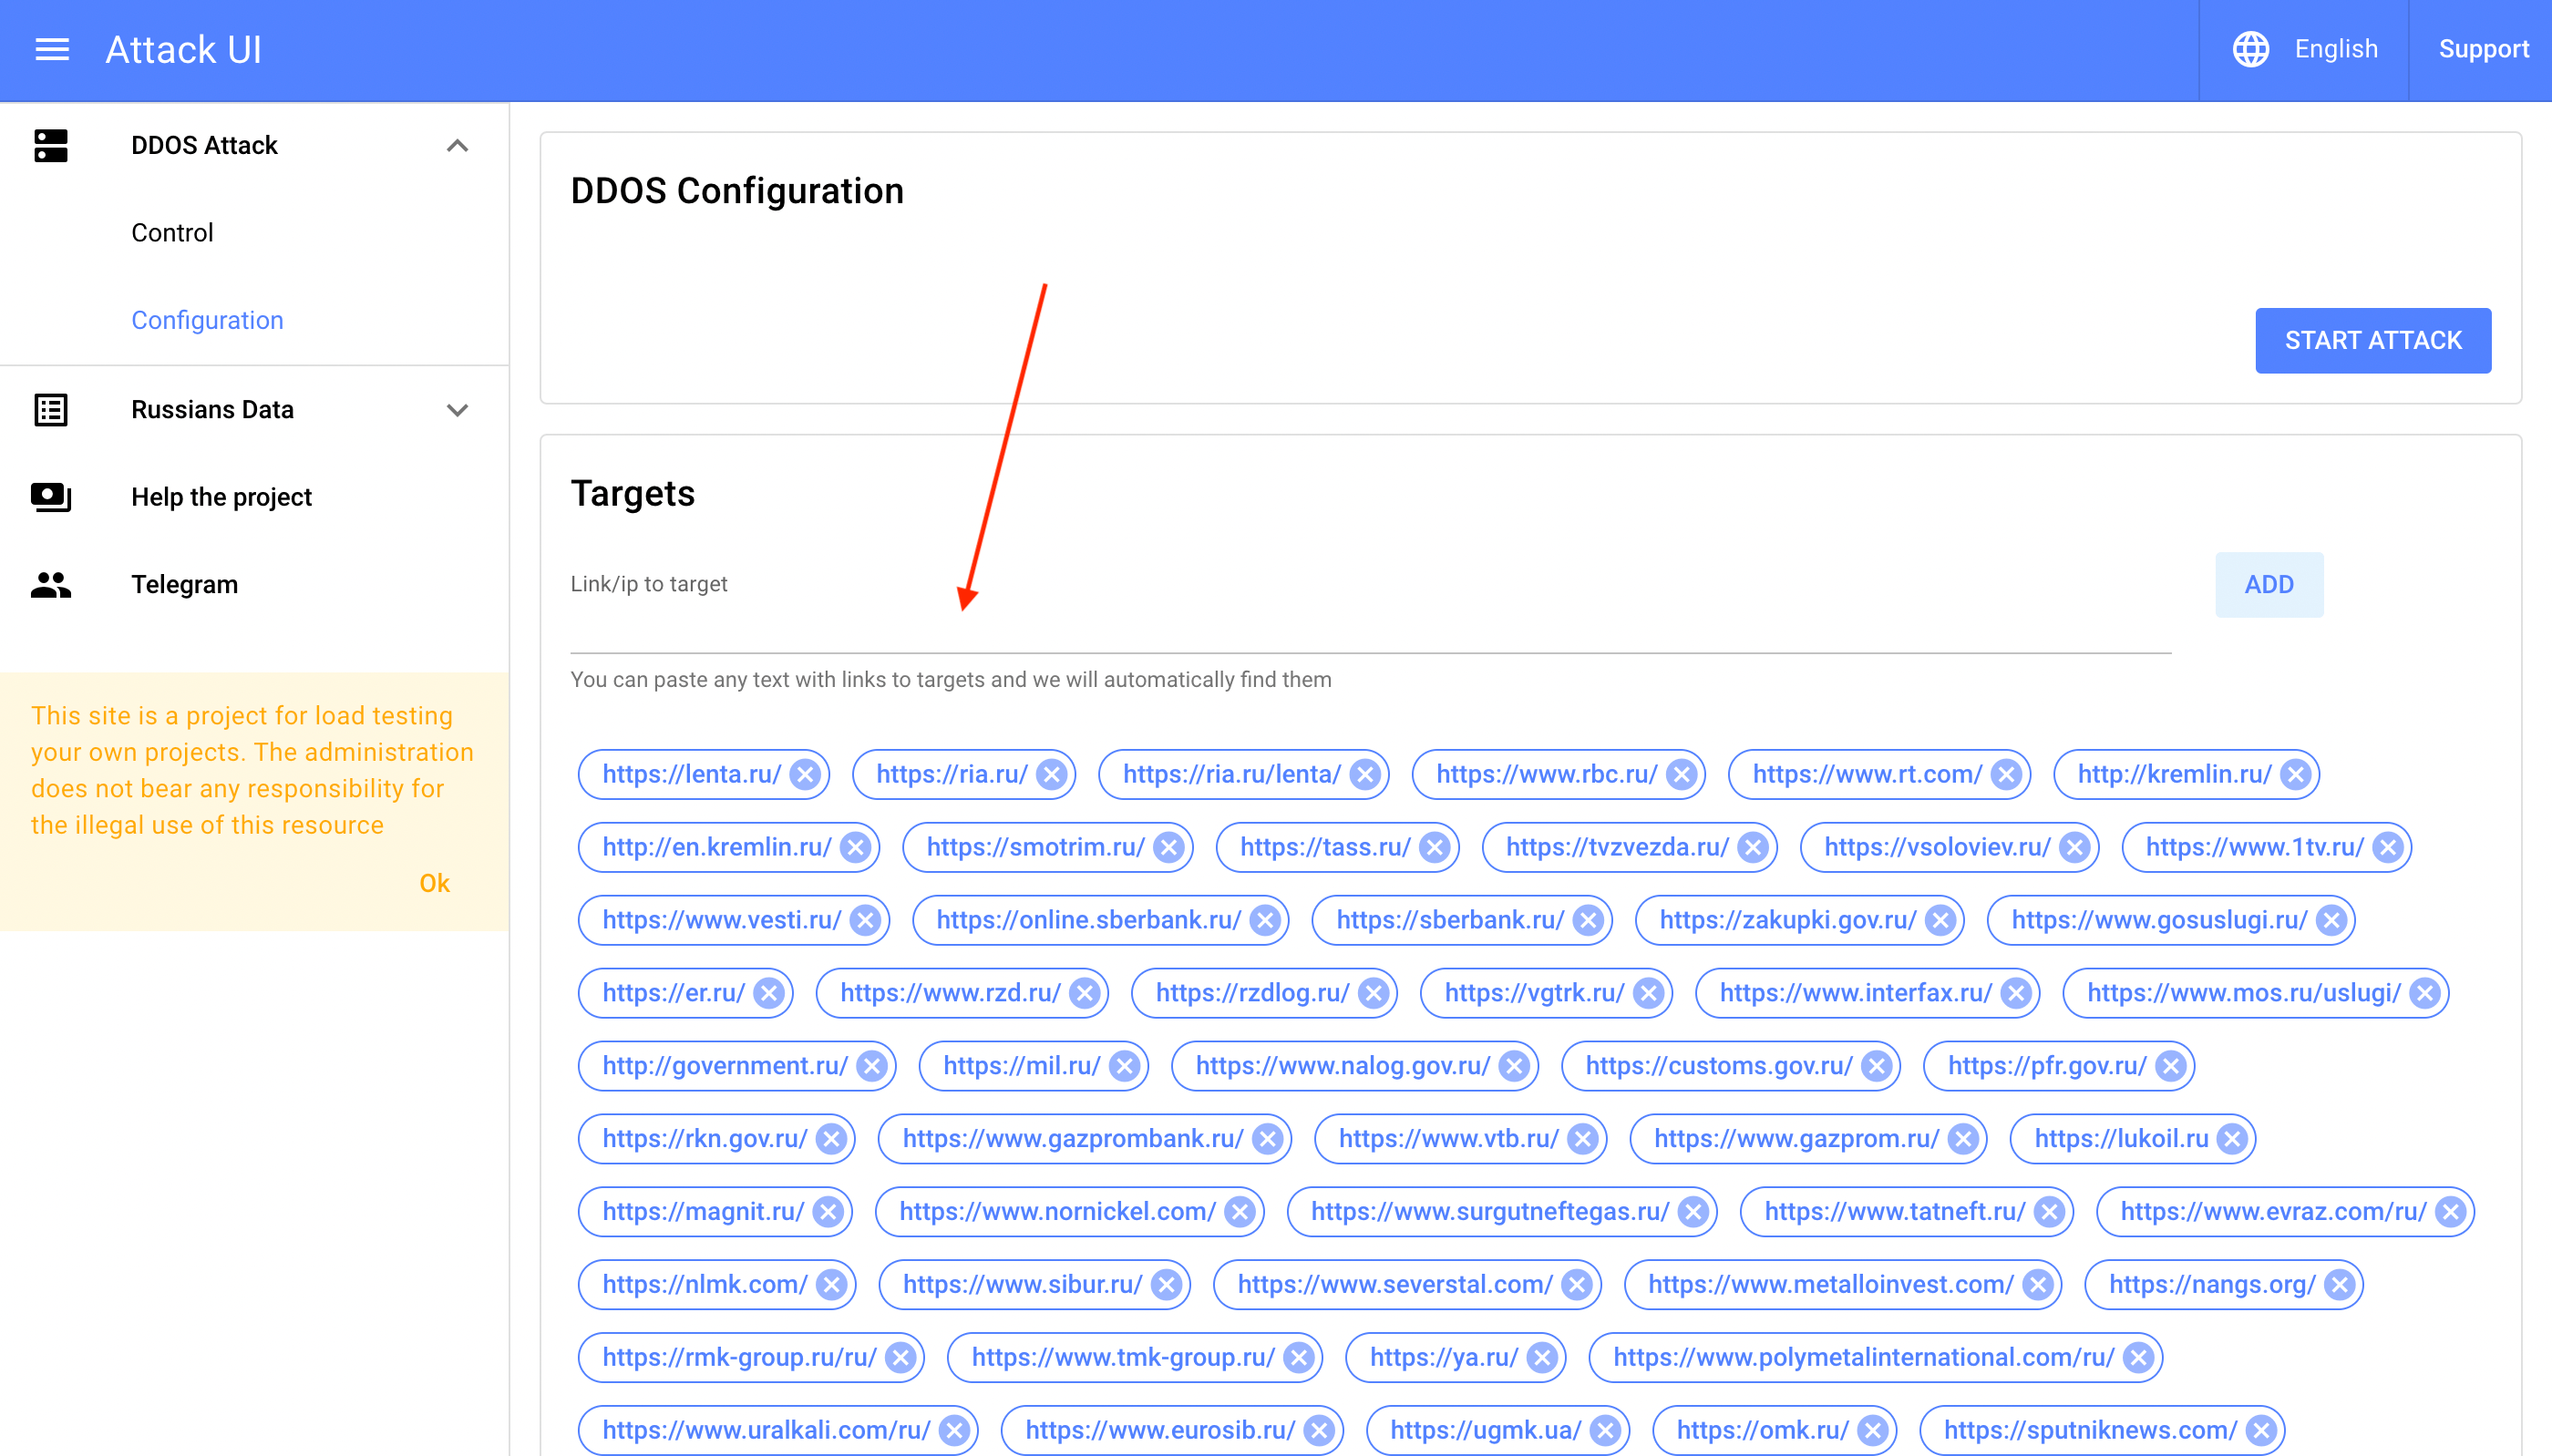 Attack UI English Support
DDOS Attack
Control
Configuration
Russians Data
Help the project
Telegram
This site is a project for load testing
your own projects. The administration
does not bear any responsibility for
the illegal use of this resource
Ok
DDOS Configuration
START ATTACK
Targets
Link/ip to target
ADD
You can paste any text with links to targets and we will automatically find them
https://lenta.ru/ https://ria.ru/ https://ria.ru/lenta/ https://www.rbc.ru/ https://www.rt.com/ http://kremlin.ru/
http://en.kremlin.ru/ https://smotrim.ru/ https://tass.ru/ https://tvzvezda.ru/ https://vsoloviev.ru/ https://www.1tv.ru/
https://www.vesti.ru/ https://online.sberbank.ru/ https://sberbank.ru/ https://zakupki.gov.ru/ https://www.gosuslugi.ru/
https://er.ru/ https://www.rzd.ru/ https://rzdlog.ru/ https://vgtrk.ru/ https://www.interfax.ru/ https://www.mos.ru/uslugi/
http://government.ru/ https://mil.ru/ https://www.nalog.gov.ru/ https://customs.gov.ru/ https://pfr.gov.ru/
https://rkn.gov.ru/ https://www.gazprombank.ru/ https://www.vtb.ru/ https://www.gazprom.ru/ https://lukoil.ru
https://magnit.ru/ https://www.nornickel.com/ https://www.surgutneftegas.ru/ https://www.tatneft.ru/ https://www.evraz.com/ru/
https://nlmk.com/ https://www.sibur.ru/ https://www.severstal.com/ https://www.metalloinvest.com/ https://nangs.org/
https://rmk-group.ru/ru/ https://www.tmk-group.ru/ https://ya.ru/ https://www.polymetalinternational.com/ru/
https://www.uralkali.com/ru/ https://www.eurosib.ru/ https://ugmk.ua/ https://omk.ru/ https://sputniknews.com/